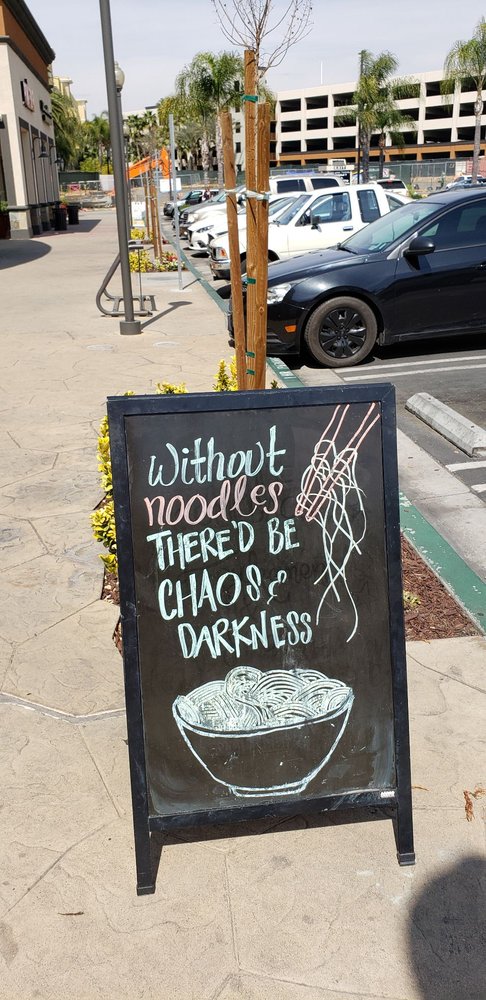 Without
noodles
THERE'D BE
CHAOS &
DARKNESS